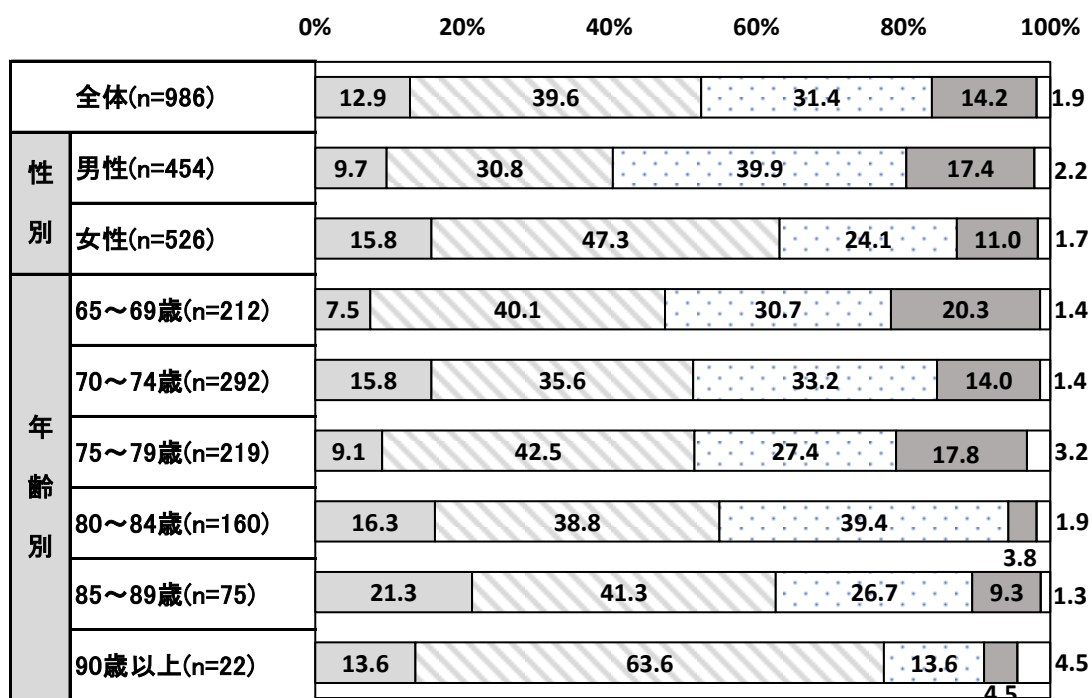 0% 20% 40% 60% 80% 100%
全体(n=986) 12.9 39.6 31.4 14.2 1.9
性別
男性(n=454) 9.7 30.8 39.9 17.4 2.2
女性(n=526) 15.8 47.3 24.1 11.0 1.7
年齢別
65～69歳(n=212) 7.5 40.1 30.7 20.3 1.4
70～74歳(n=292) 15.8 35.6 33.2 14.0 1.4
75～79歳(n=219) 9.1 42.5 27.4 17.8 3.2
80～84歳(n=160) 16.3 38.8 39.4 3.8 1.9
85～89歳(n=75) 21.3 41.3 26.7 9.3 1.3
90歳以上(n=22) 13.6 63.6 13.6 4.5 4.5